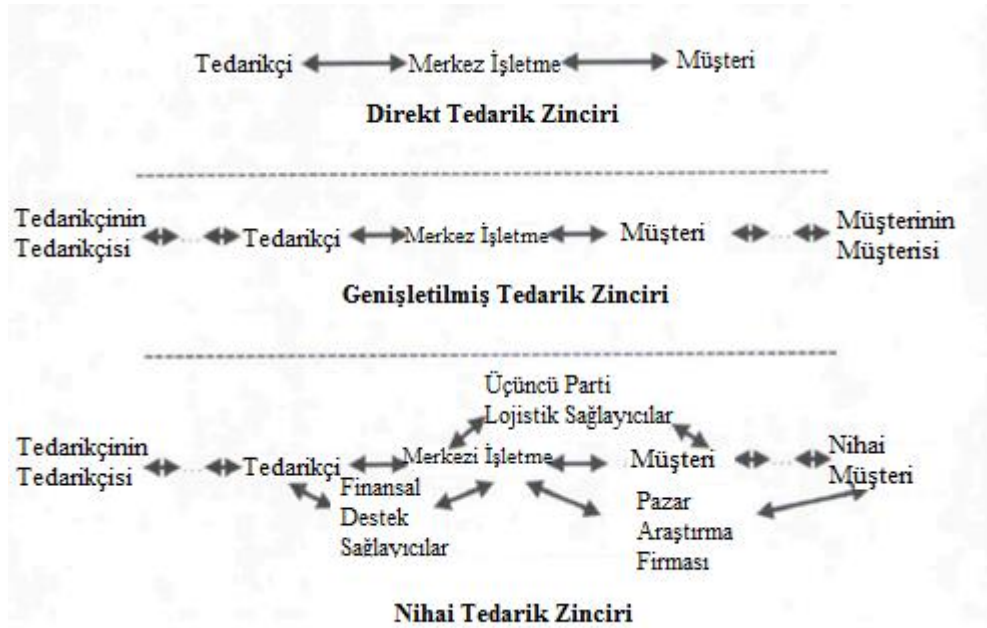 Tedarikçi Merkez İşletme Müşteri
Direkt Tedarik Zinciri
Tedarikçinin
Tedarikçisi ... Tedarikçi Merkez İşletme Müşteri ... Müşterinin
Müşterisi
Genişletilmiş Tedarik Zinciri
Üçüncü Parti
Lojistik Sağlayıcılar
Tedarikçinin
Tedarikçisi ... Tedarikçi Merkezi İşletme Müşteri ... Nihai
Müşteri
Finansal
Destek
Sağlayıcılar
Pazar
Araştırma
Firması
Nihai Tedarik Zinciri